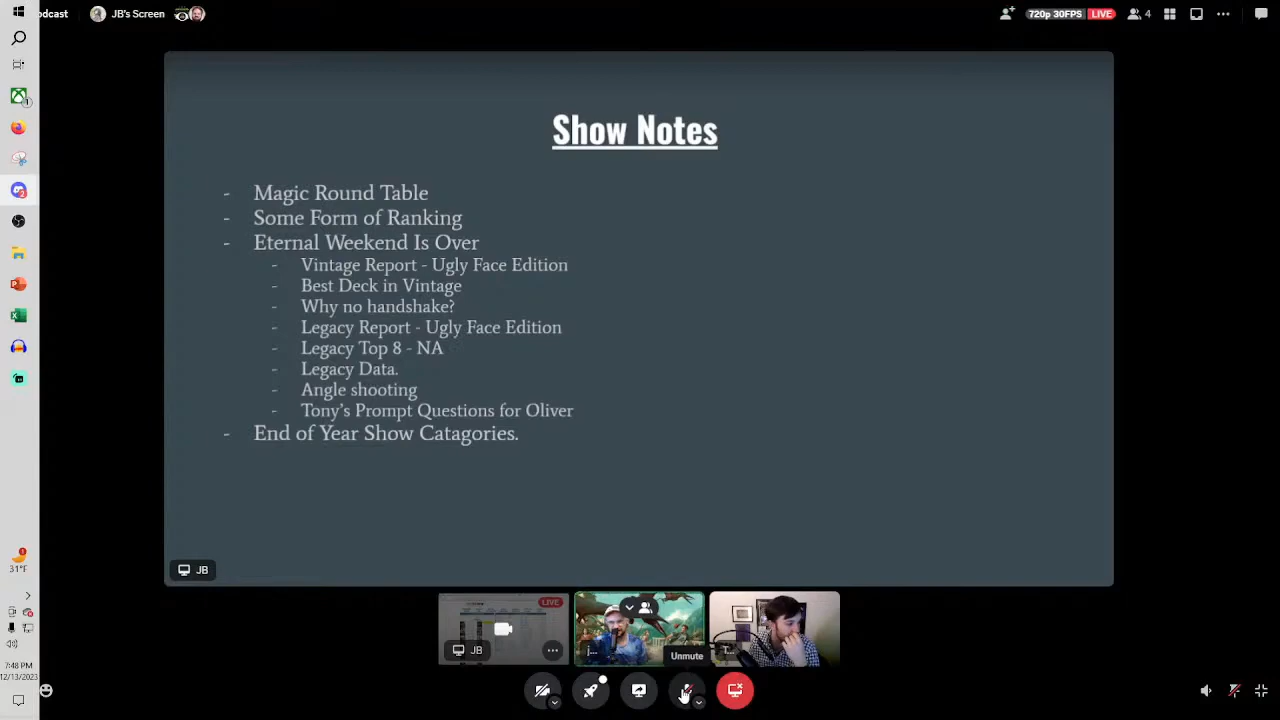 odcast
JB's Screen
720p 30FPS LIVE
4
Show Notes
- Magic Round Table
- Some Form of Ranking
- Eternal Weekend Is Over
- Vintage Report - Ugly Face Edition
- Best Deck in Vintage
- Why no handshake?
- Legacy Report - Ugly Face Edition
- Legacy Top 8 - NA
- Legacy Data.
- Angle shooting
- Tony's Prompt Questions for Oliver
- End of Year Show Catagories.
JB
LIVE
JB
j...
T...
Unmute
31°F
7:48 PM
12/13/2023